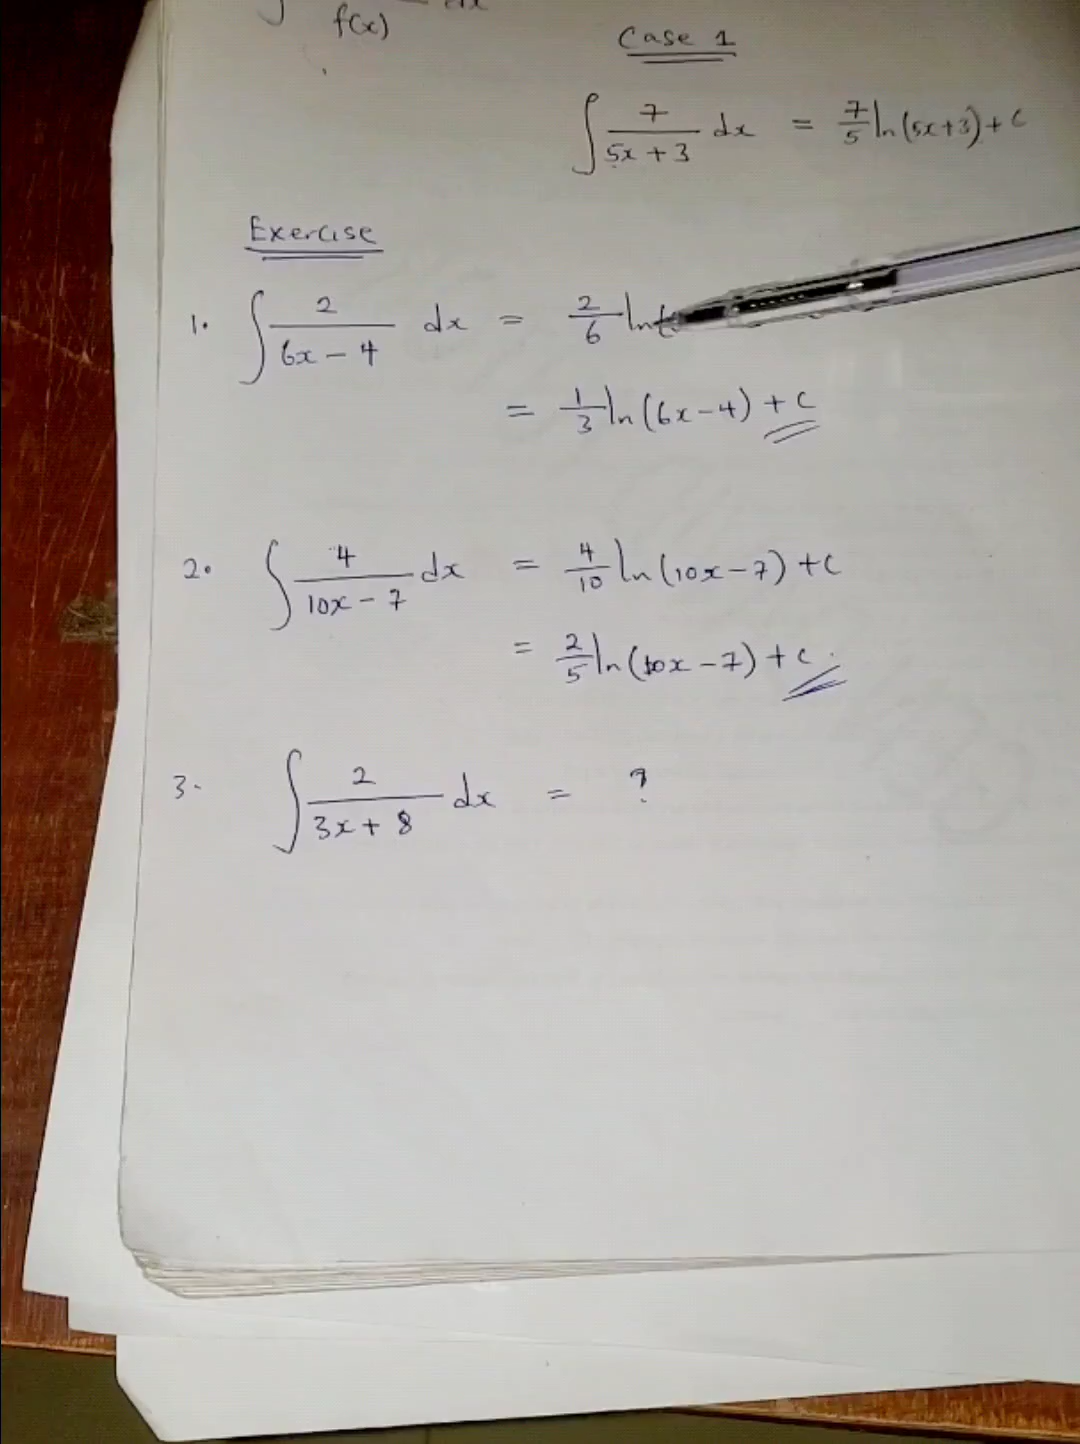 f(x) dx
Case 1
∫ 7/(5x + 3) dx = 7/5 ln (5x+3) + c
Exercise
1. ∫ 2/(6x - 4) dx = 2/6 ln(
= 1/3 ln (6x-4) + c
2. ∫ 4/(10x - 7) dx = 4/10 ln (10x-7) + c
= 2/5 ln (10x-7) + c.
3. ∫ 2/(3x + 8) dx = ?